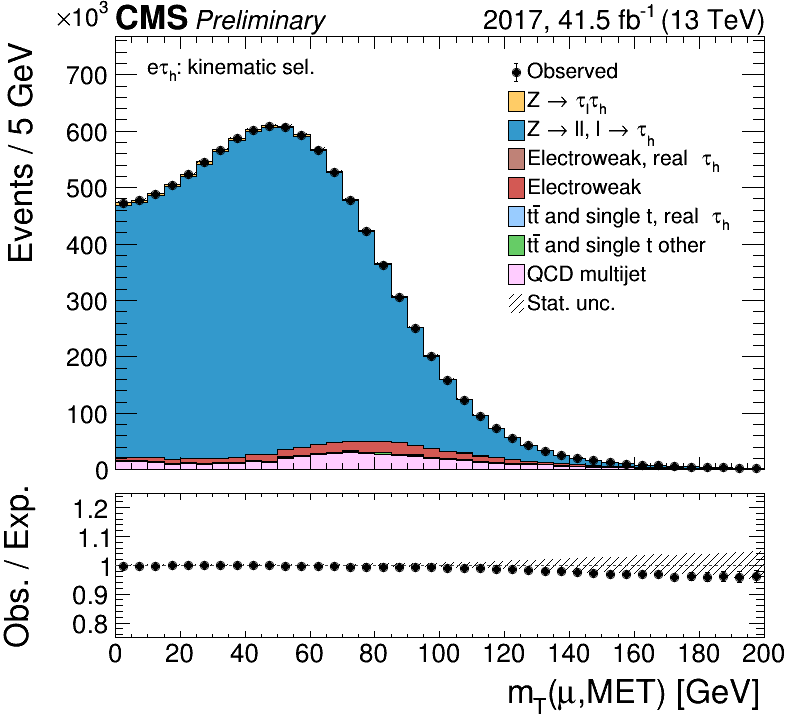 ×10³ CMS Preliminary 2017, 41.5 fb⁻¹ (13 TeV)
eτₕ: kinematic sel.
Observed
Z → τₗτₕ
Z → ll, l → τₕ
Electroweak, real τₕ
Electroweak
tt̄ and single t, real τₕ
tt̄ and single t other
QCD multijet
Stat. unc.
Events / 5 GeV
700
600
500
400
300
200
100
0
Obs. / Exp.
1.2
1.1
1
0.9
0.8
0 20 40 60 80 100 120 140 160 180 200
m_T(μ,MET) [GeV]